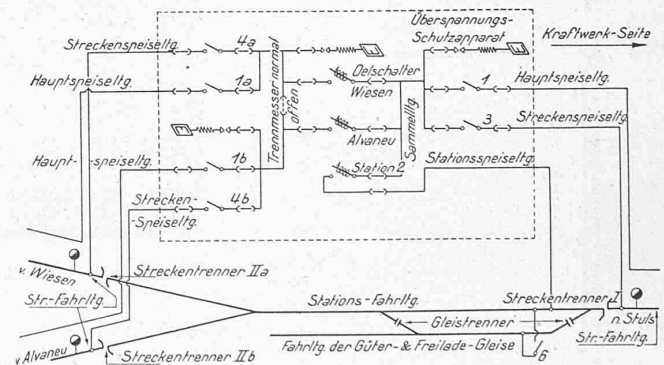 Überspannungs-
Schutzapparat
Kraftwerk-Seite
Streckenspeiseltg.
4a
E
E
Hauptspeiseltg.
1a
Trennmesser normal
offen
Oelschalter
Wiesen
1
Hauptspeiseltg.
E
Alvaneu
Sammelltg.
3
Streckenspeiseltg.
Haupt-speiseltg.
1b
Station 2
Stationsspeiseltg.
Strecken-
Speiseltg.
4b
v. Wiesen
Streckentrenner IIa
Str.-Fahrltg.
Stations-Fahrltg.
Streckentrenner I
Gleistrenner
n. Stuls
Str.-Fahrltg.
v. Alvaneu
Streckentrenner IIb
Fahrltg. der Güter- & Freilade-Gleise
6